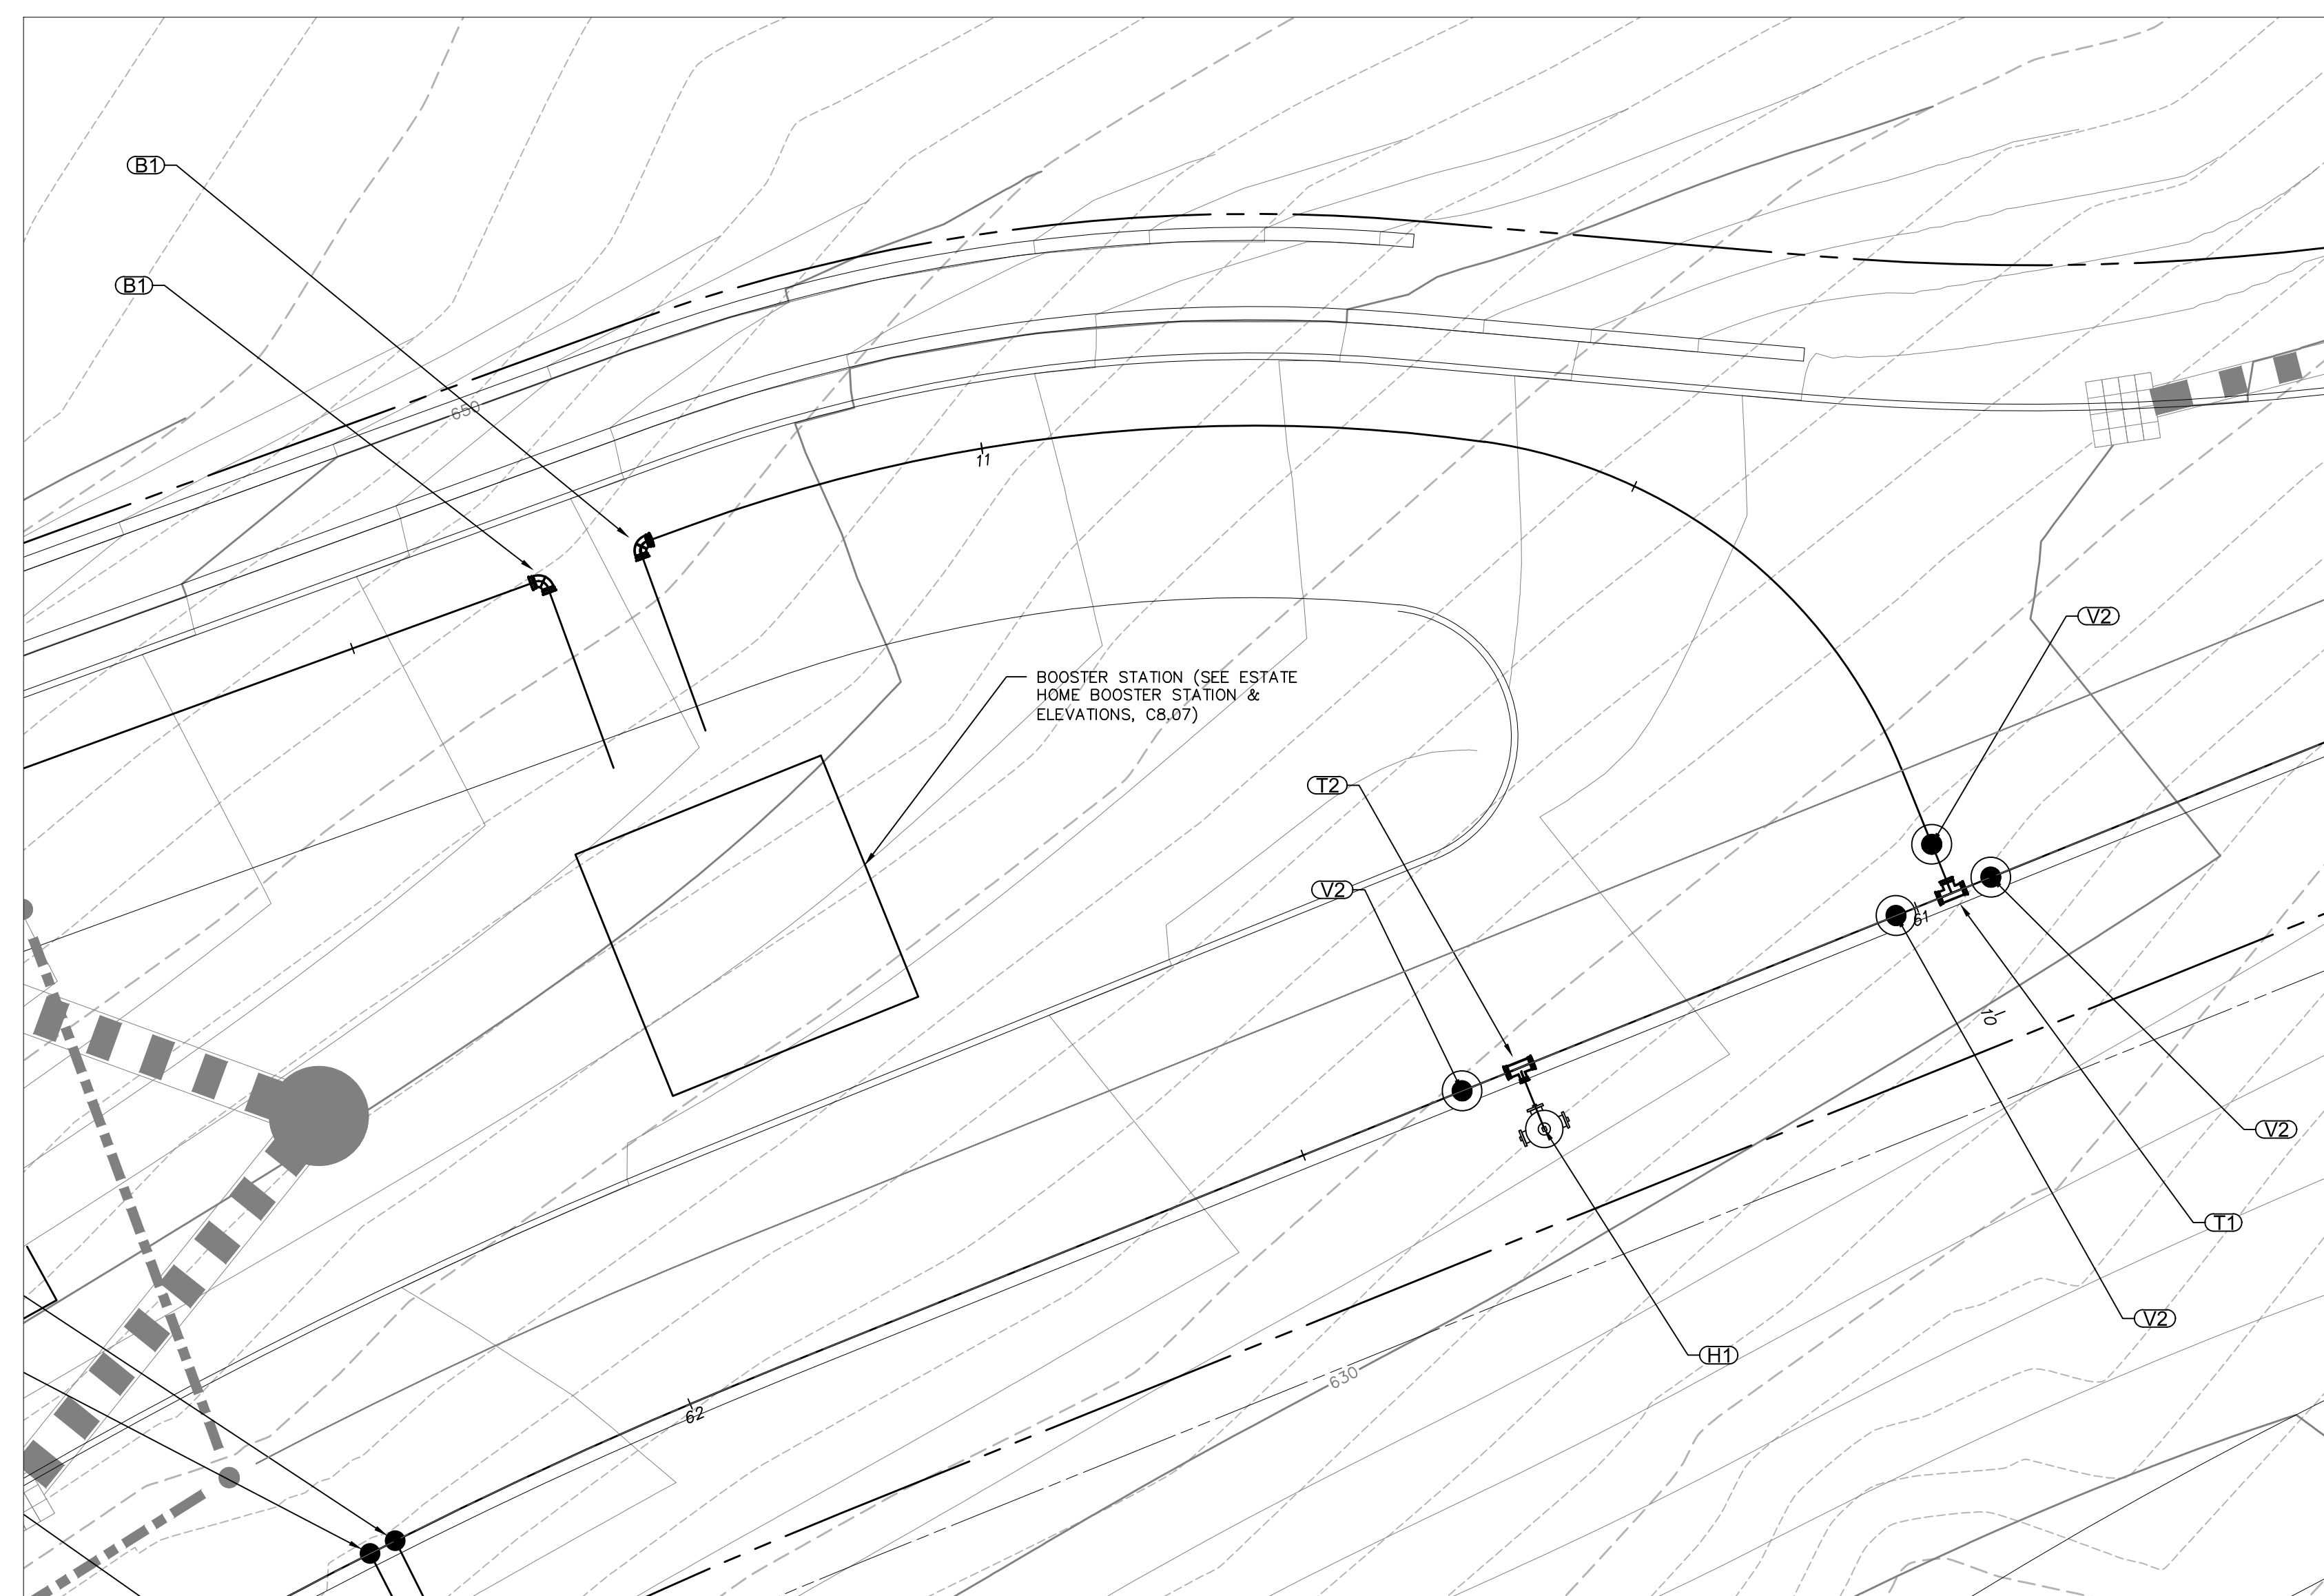 B1
B1
650
11
V2
BOOSTER STATION (SEE ESTATE
HOME BOOSTER STATION &
ELEVATIONS, C8.07)
T2
V2
61
10
V2
T1
V2
H1
630
62